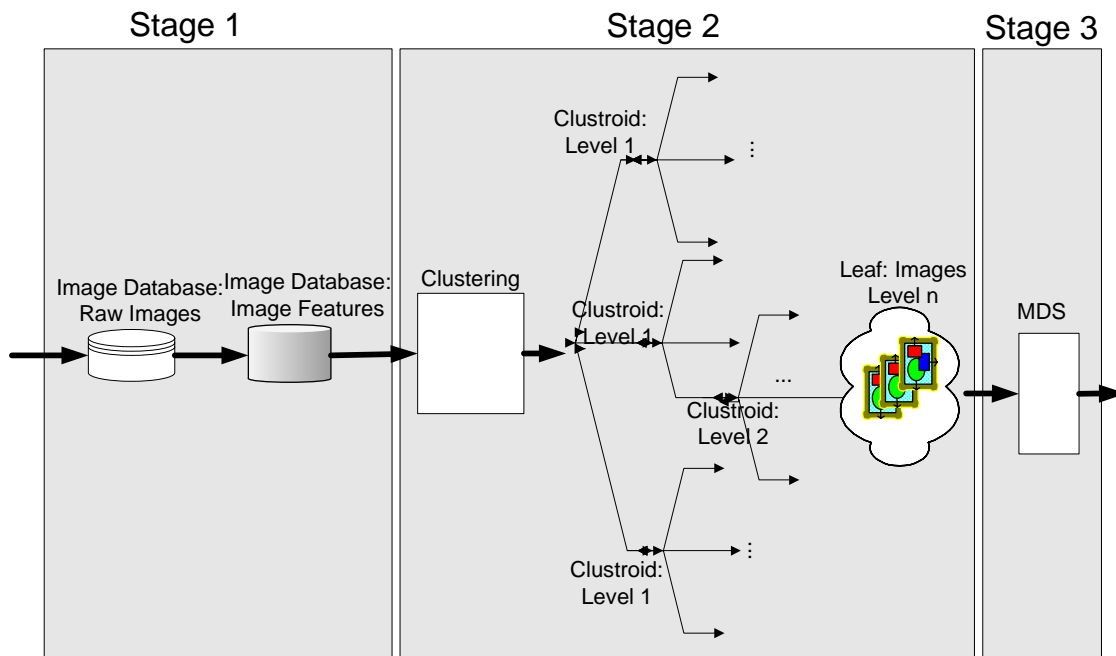 Stage 1
Stage 2
Stage 3
Image Database:
Raw Images
Image Database:
Image Features
Clustering
Clustroid:
Level 1
...
Clustroid:
Level 1
...
Clustroid:
Level 2
Clustroid:
Level 1
...
Leaf: Images
Level n
MDS